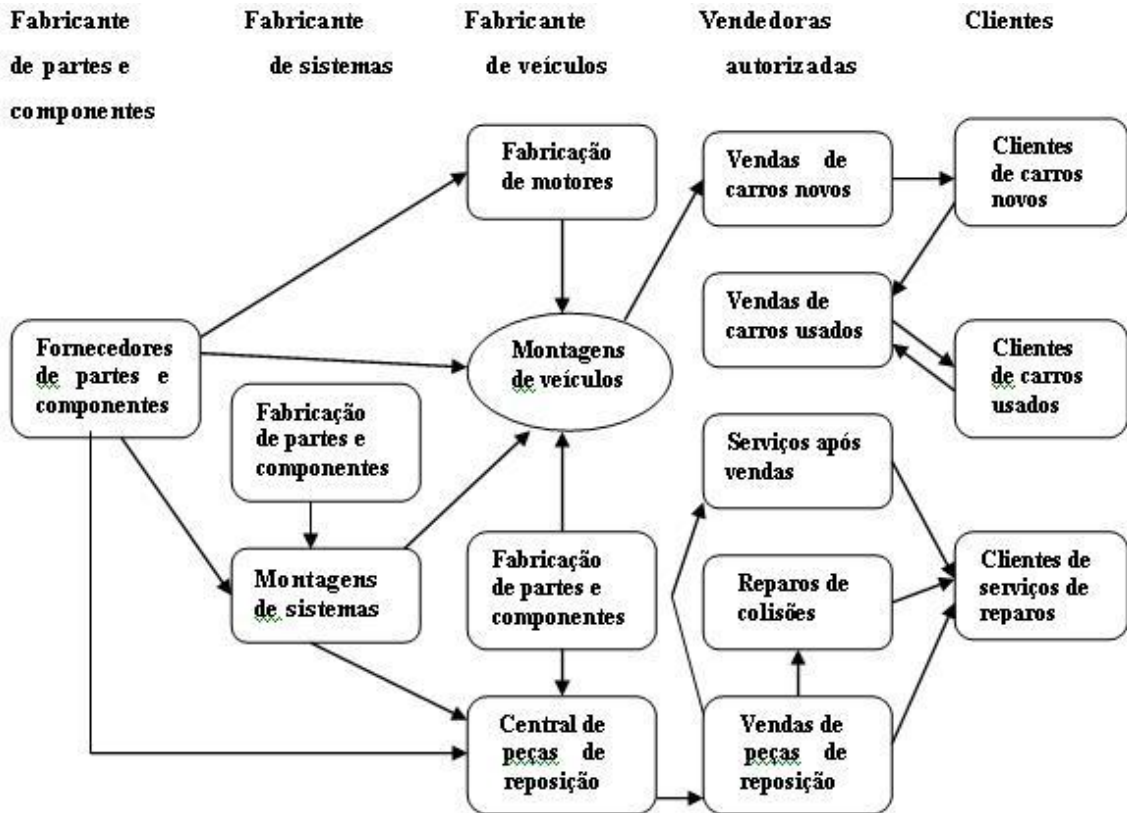 Fabricante
de partes e
componentes
Fabricante
de sistemas
Fabricante
de veículos
Vendedoras
autorizadas
Clientes
Fabricação
de motores
Vendas de
carros novos
Clientes
de carros
novos
Vendas de
carros usados
Fornecedores
de partes e
componentes
Montagens
de veículos
Clientes
de carros
usados
Fabricação
de partes e
componentes
Serviços após
vendas
Montagens
de sistemas
Fabricação
de partes e
componentes
Reparos de
colisões
Clientes de
serviços de
reparos
Central de
peças de
reposição
Vendas de
peças de
reposição